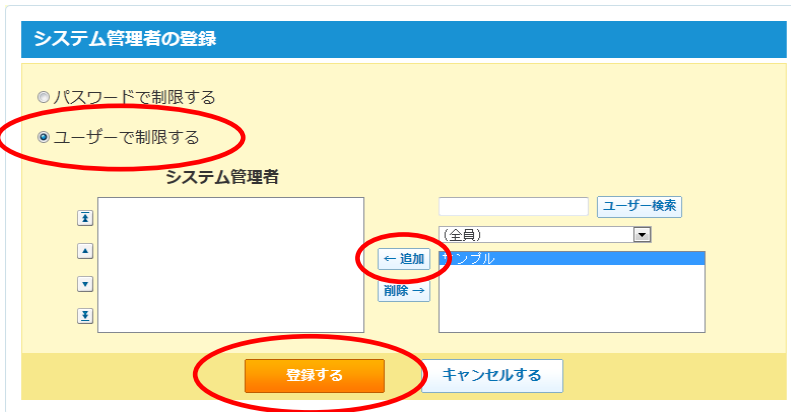 システム管理者の登録
パスワードで制限する
ユーザーで制限する
システム管理者
ユーザー検索
(全員)
← 追加
サンプル
削除 →
登録する
キャンセルする